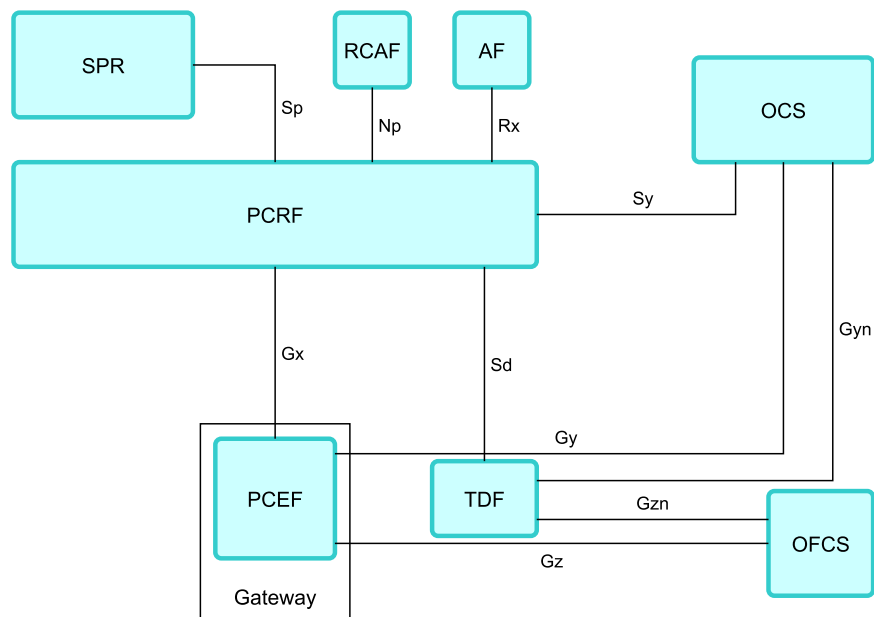 SPR
RCAF
AF
OCS
Sp
Np
Rx
PCRF
Sy
Gx
Sd
Gyn
Gy
PCEF
TDF
Gzn
OFCS
Gz
Gateway